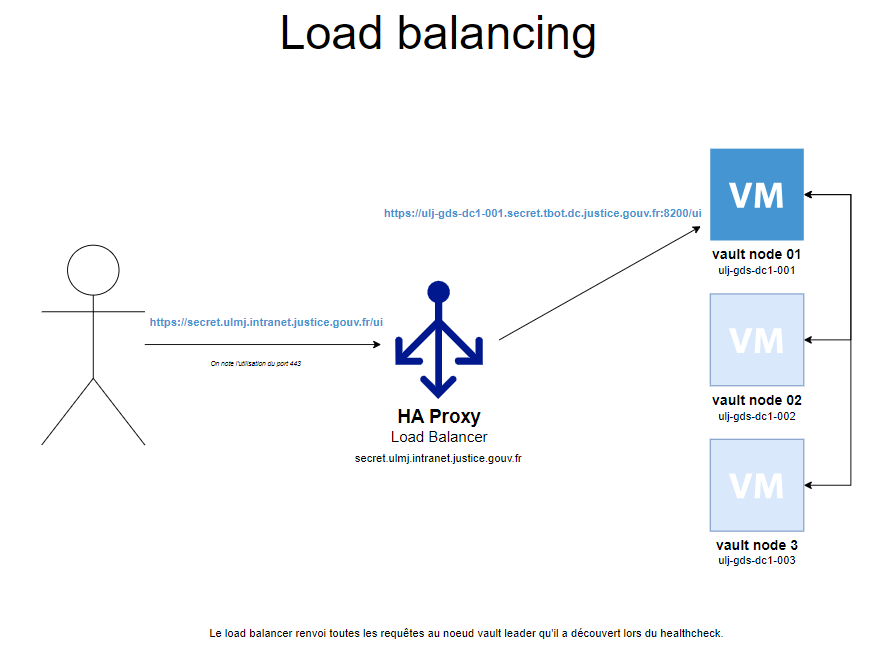 Load balancing
VM
https://ulj-gds-dc1-001.secret.tbot.dc.justice.gouv.fr:8200/ui
vault node 01
ulj-gds-dc1-001
https://secret.ulmj.intranet.justice.gouv.fr/ui
On note l'utilisation du port 443
VM
vault node 02
ulj-gds-dc1-002
HA Proxy
Load Balancer
secret.ulmj.intranet.justice.gouv.fr
VM
vault node 3
ulj-gds-dc1-003
Le load balancer renvoi toutes les requêtes au noeud vault leader qu'il a découvert lors du healthcheck.